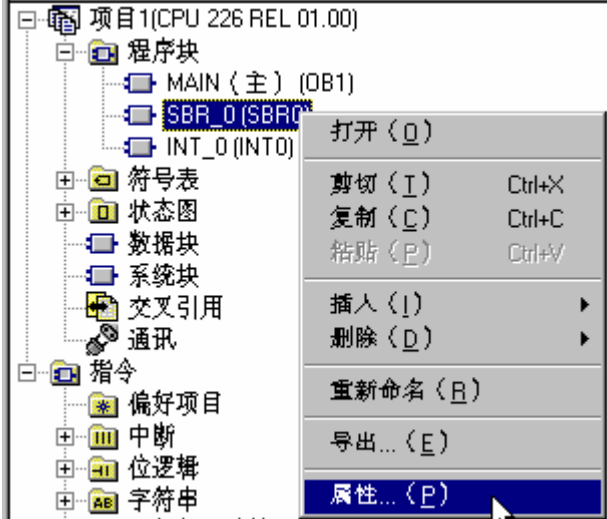 项目1(CPU 226 REL 01.00)
程序块
MAIN（主）(OB1)
SBR_0 (SBR0)
INT_0 (INT0)
符号表
状态图
数据块
系统块
交叉引用
通讯
指令
偏好项目
中断
位逻辑
字符串
打开（O）
剪切（T） Ctrl+X
复制（C） Ctrl+C
粘贴（P） Ctrl+V
插入（I）
删除（D）
重新命名（R）
导出...（E）
属性...（P）